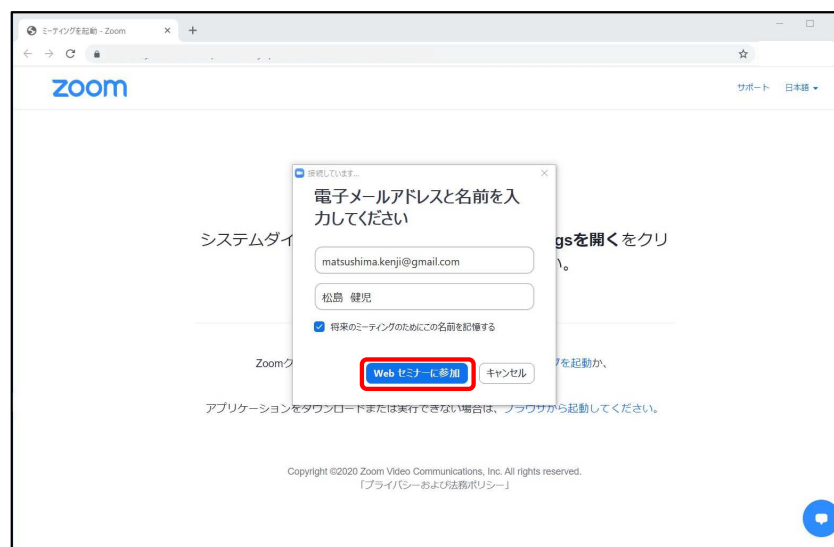 ミーティングを起動 - Zoom
zoom
サポート 日本語
接続しています...
電子メールアドレスと名前を入
力してください
システムダイ
gsを開くをクリ
い。
matsushima.kenji@gmail.com
松島 健児
将来のミーティングのためにこの名前を記憶する
Zoomク
グを起動か、
Web セミナーに参加 キャンセル
アプリケーションをダウンロードまたは実行できない場合は、ブラウザから起動してください。
Copyright ©2020 Zoom Video Communications, Inc. All rights reserved.
「プライバシーおよび法務ポリシー」